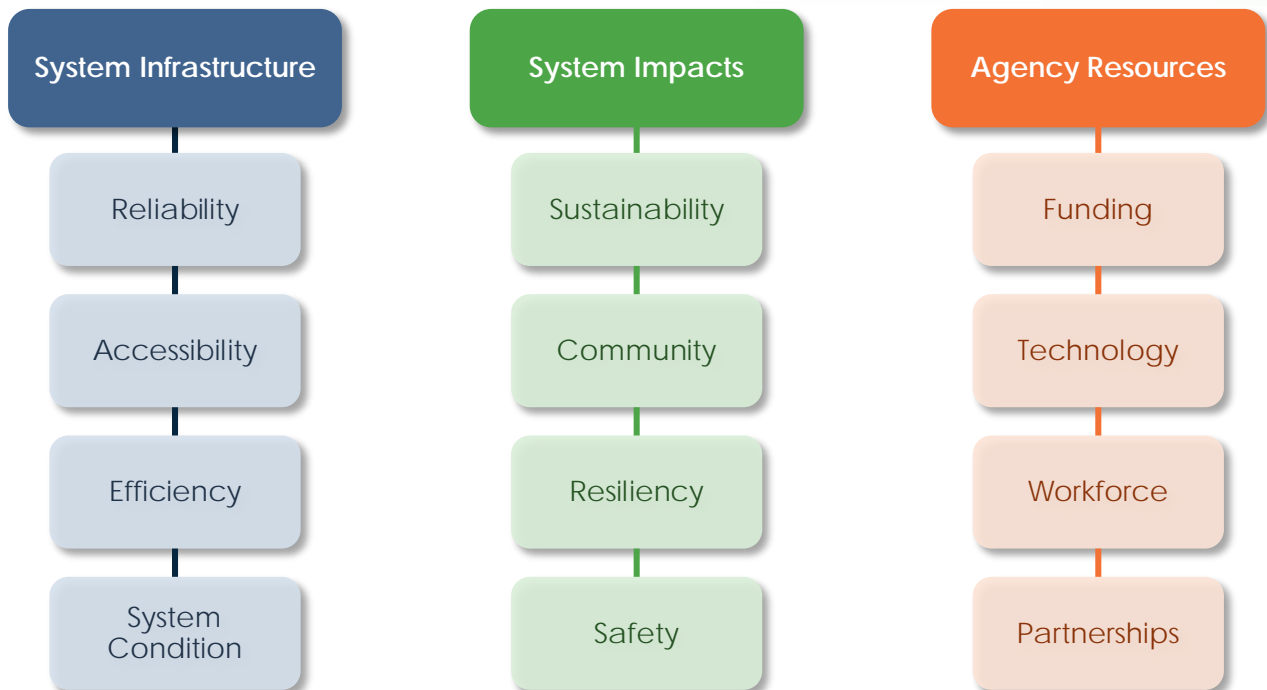 System Infrastructure
Reliability
Accessibility
Efficiency
System
Condition
System Impacts
Sustainability
Community
Resiliency
Safety
Agency Resources
Funding
Technology
Workforce
Partnerships